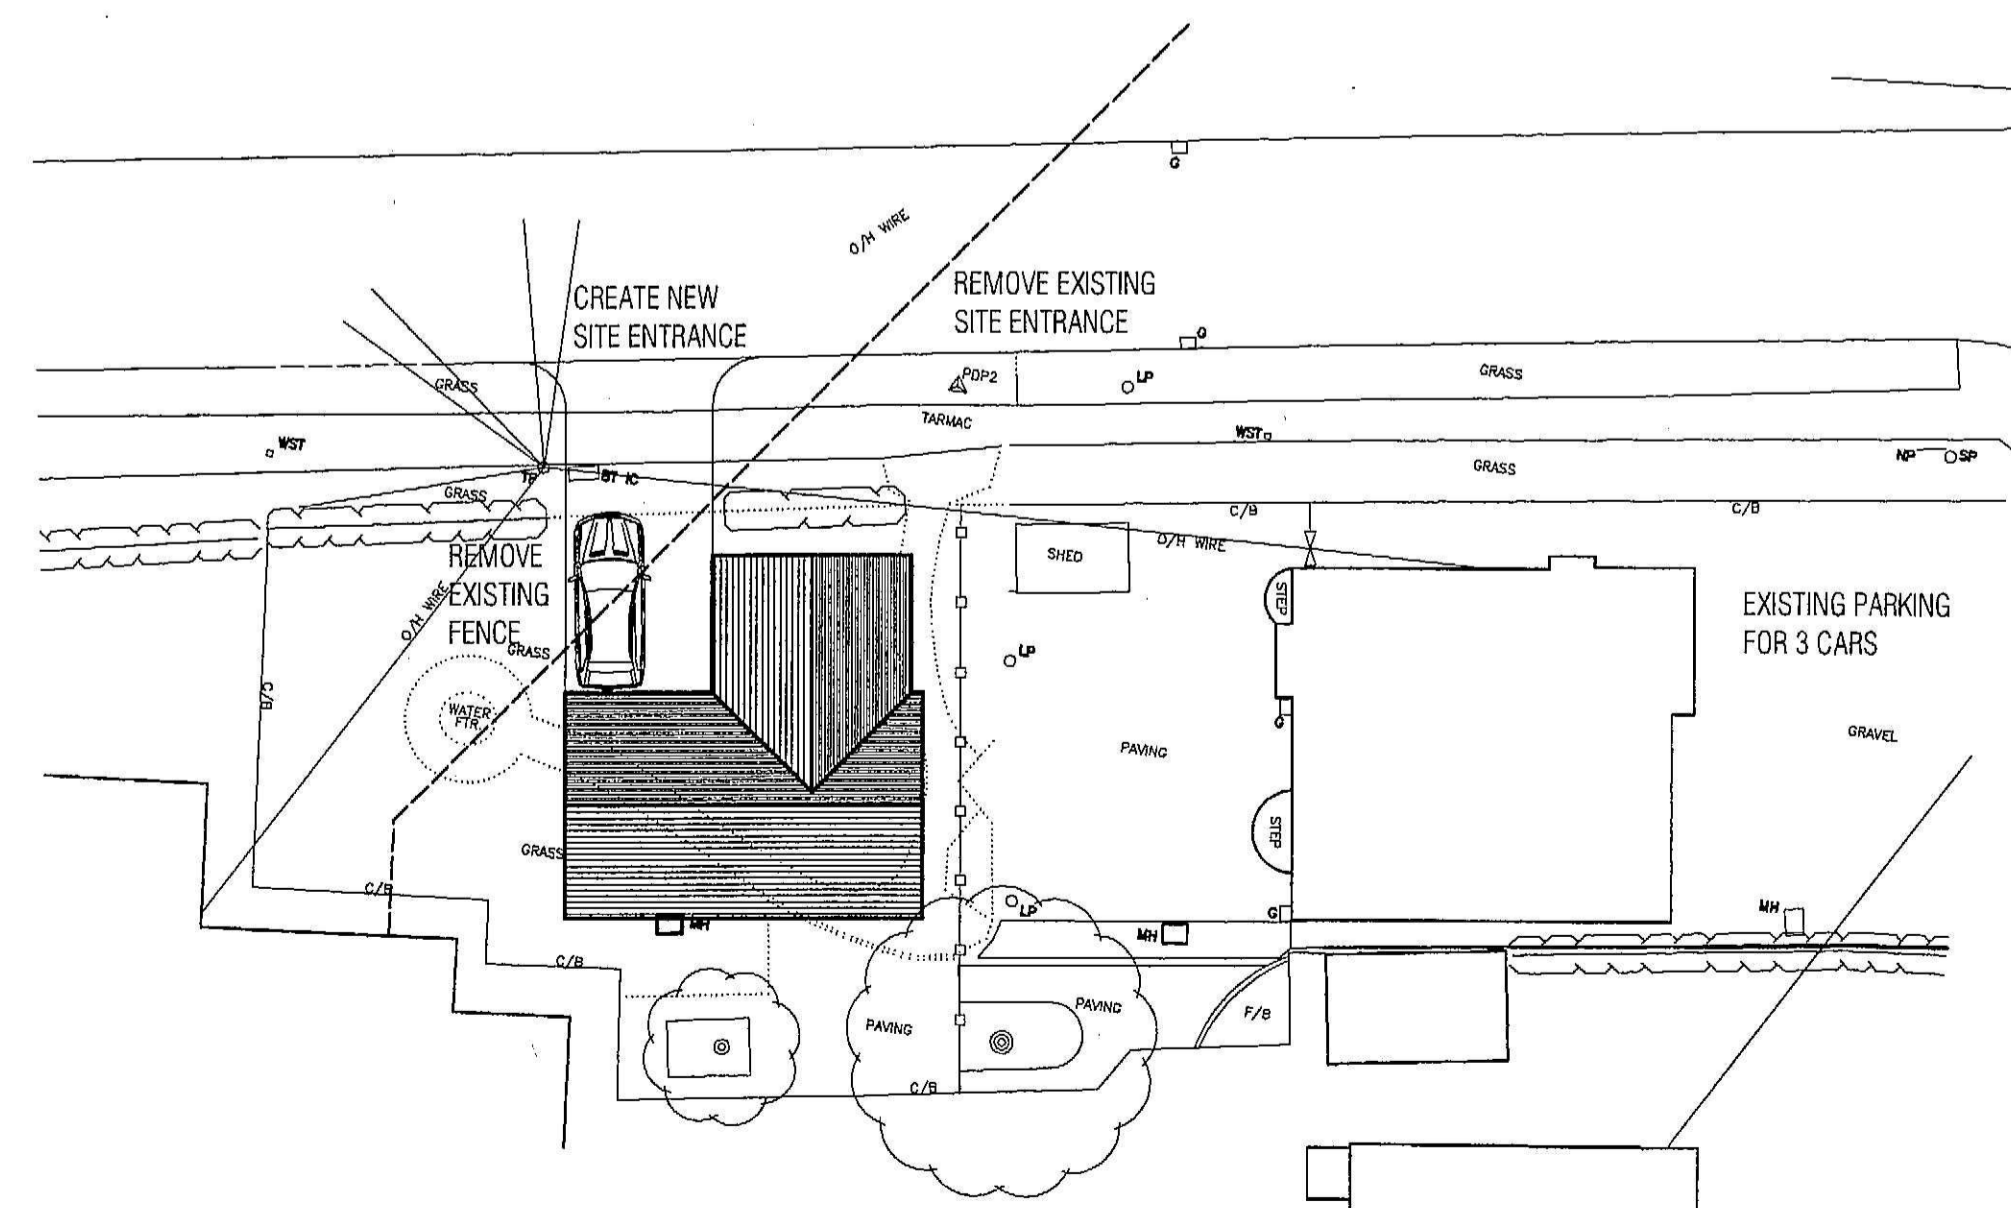 G
O/H WIRE
CREATE NEW
SITE ENTRANCE
REMOVE EXISTING
SITE ENTRANCE
G
GRASS
PDP2
LP
GRASS
TARMAC
WST
WST
GRASS
NP
SP
TP
BT IC
GRASS
C/B
C/B
REMOVE
EXISTING
FENCE
O/H WIRE
GRASS
SHED
O/H WIRE
STEP
EXISTING PARKING
FOR 3 CARS
LP
C/B
WATER
FTR
G
PAVING
GRAVEL
STEP
GRASS
C/B
LP
G
MH
MH
MH
C/B
PAVING
PAVING
F/B
C/B